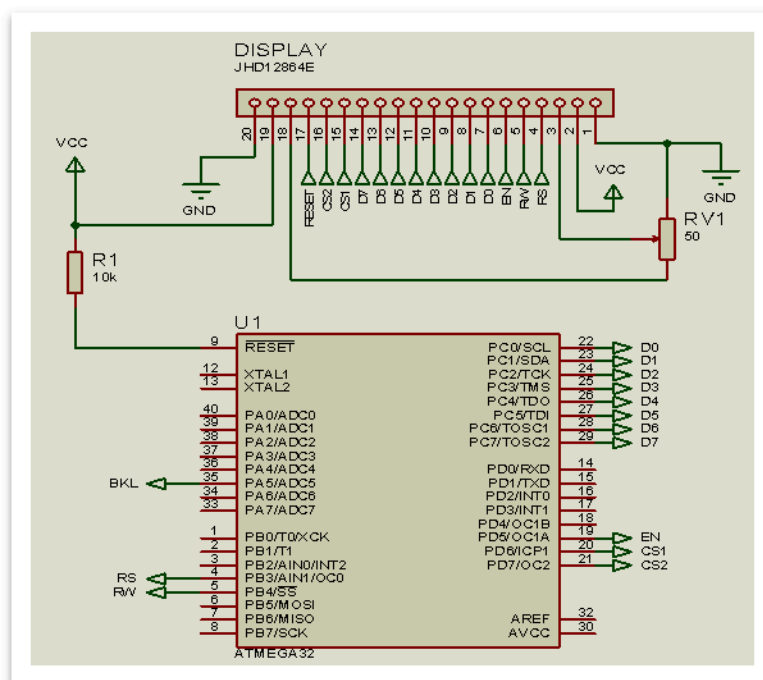 DISPLAY
JHD12864E
20 19 18 17 16 15 14 13 12 11 10 9 8 7 6 5 4 3 2 1
VCC
GND
RESET CS2 CS1 D7 D6 D5 D4 D3 D2 D1 D0 EN RW RS
VCC
GND
RV1
50
R1
10k
U1
9 RESET
12 XTAL1
13 XTAL2
40 PA0/ADC0
39 PA1/ADC1
38 PA2/ADC2
37 PA3/ADC3
36 PA4/ADC4
BKL 35 PA5/ADC5
34 PA6/ADC6
33 PA7/ADC7
1 PB0/T0/XCK
2 PB1/T1
3 PB2/AIN0/INT2
RS 4 PB3/AIN1/OC0
RW 5 PB4/SS
6 PB5/MOSI
7 PB6/MISO
8 PB7/SCK
PC0/SCL 22 D0
PC1/SDA 23 D1
PC2/TCK 24 D2
PC3/TMS 25 D3
PC4/TDO 26 D4
PC5/TDI 27 D5
PC6/TOSC1 28 D6
PC7/TOSC2 29 D7
PD0/RXD 14
PD1/TXD 15
PD2/INT0 16
PD3/INT1 17
PD4/OC1B 18
PD5/OC1A 19 EN
PD6/ICP1 20 CS1
PD7/OC2 21 CS2
AREF 32
AVCC 30
ATMEGA32